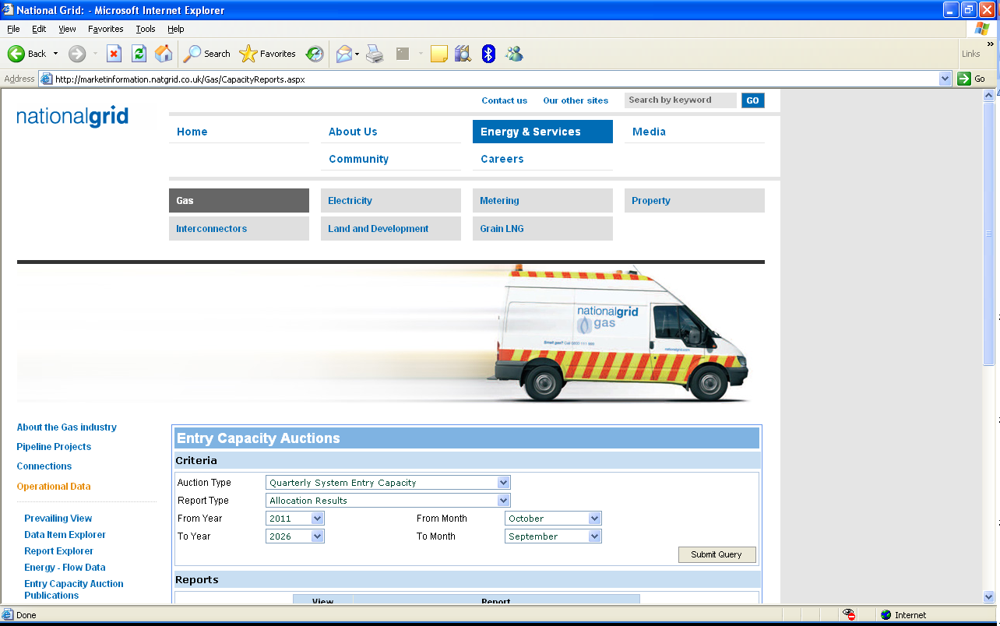 National Grid: - Microsoft Internet Explorer
File Edit View Favorites Tools Help
Back Search Favorites Links
Address http://marketinformation.natgrid.co.uk/Gas/CapacityReports.aspx Go
Contact us Our other sites Search by keyword GO
nationalgrid
Home About Us Energy & Services Media
Community Careers
Gas Electricity Metering Property
Interconnectors Land and Development Grain LNG
nationalgrid
gas
Smell gas? Call 0800 111 999
nationalgrid.com
About the Gas industry
Pipeline Projects
Connections
Operational Data
Prevailing View
Data Item Explorer
Report Explorer
Energy - Flow Data
Entry Capacity Auction
Publications
Entry Capacity Auctions
Criteria
Auction Type Quarterly System Entry Capacity
Report Type Allocation Results
From Year 2011 From Month October
To Year 2026 To Month September
Submit Query
Reports
View Report
Done Internet